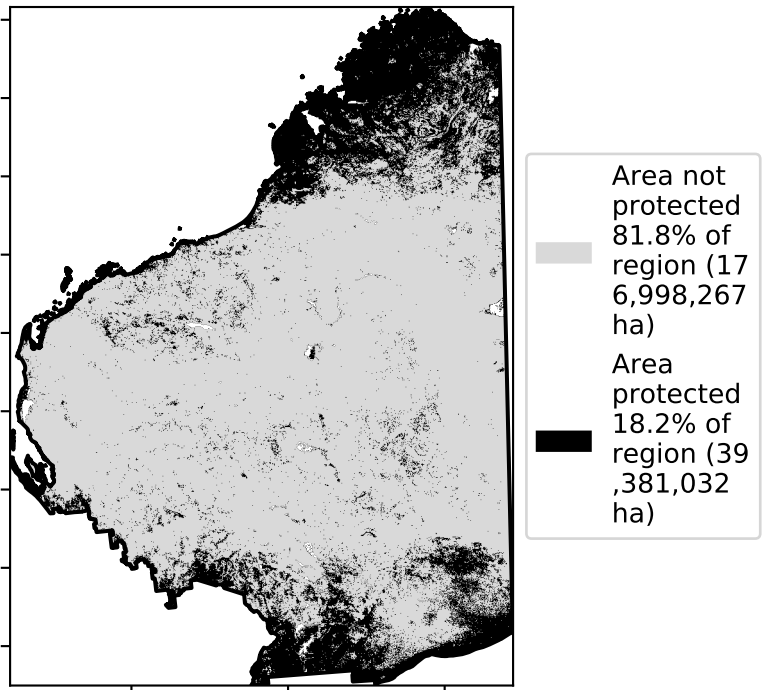 Area not
protected
81.8% of
region (17
6,998,267
ha)
Area
protected
18.2% of
region (39
,381,032
ha)